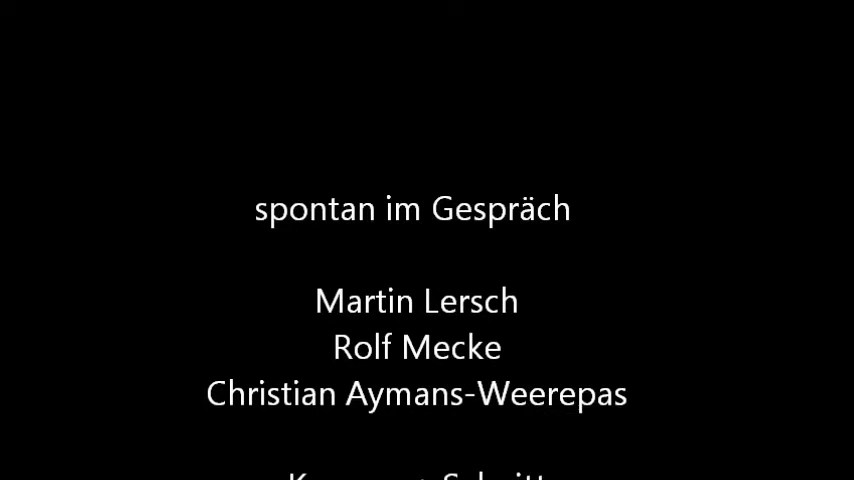 spontan im Gespräch
Martin Lersch
Rolf Mecke
Christian Aymans-Weerepas